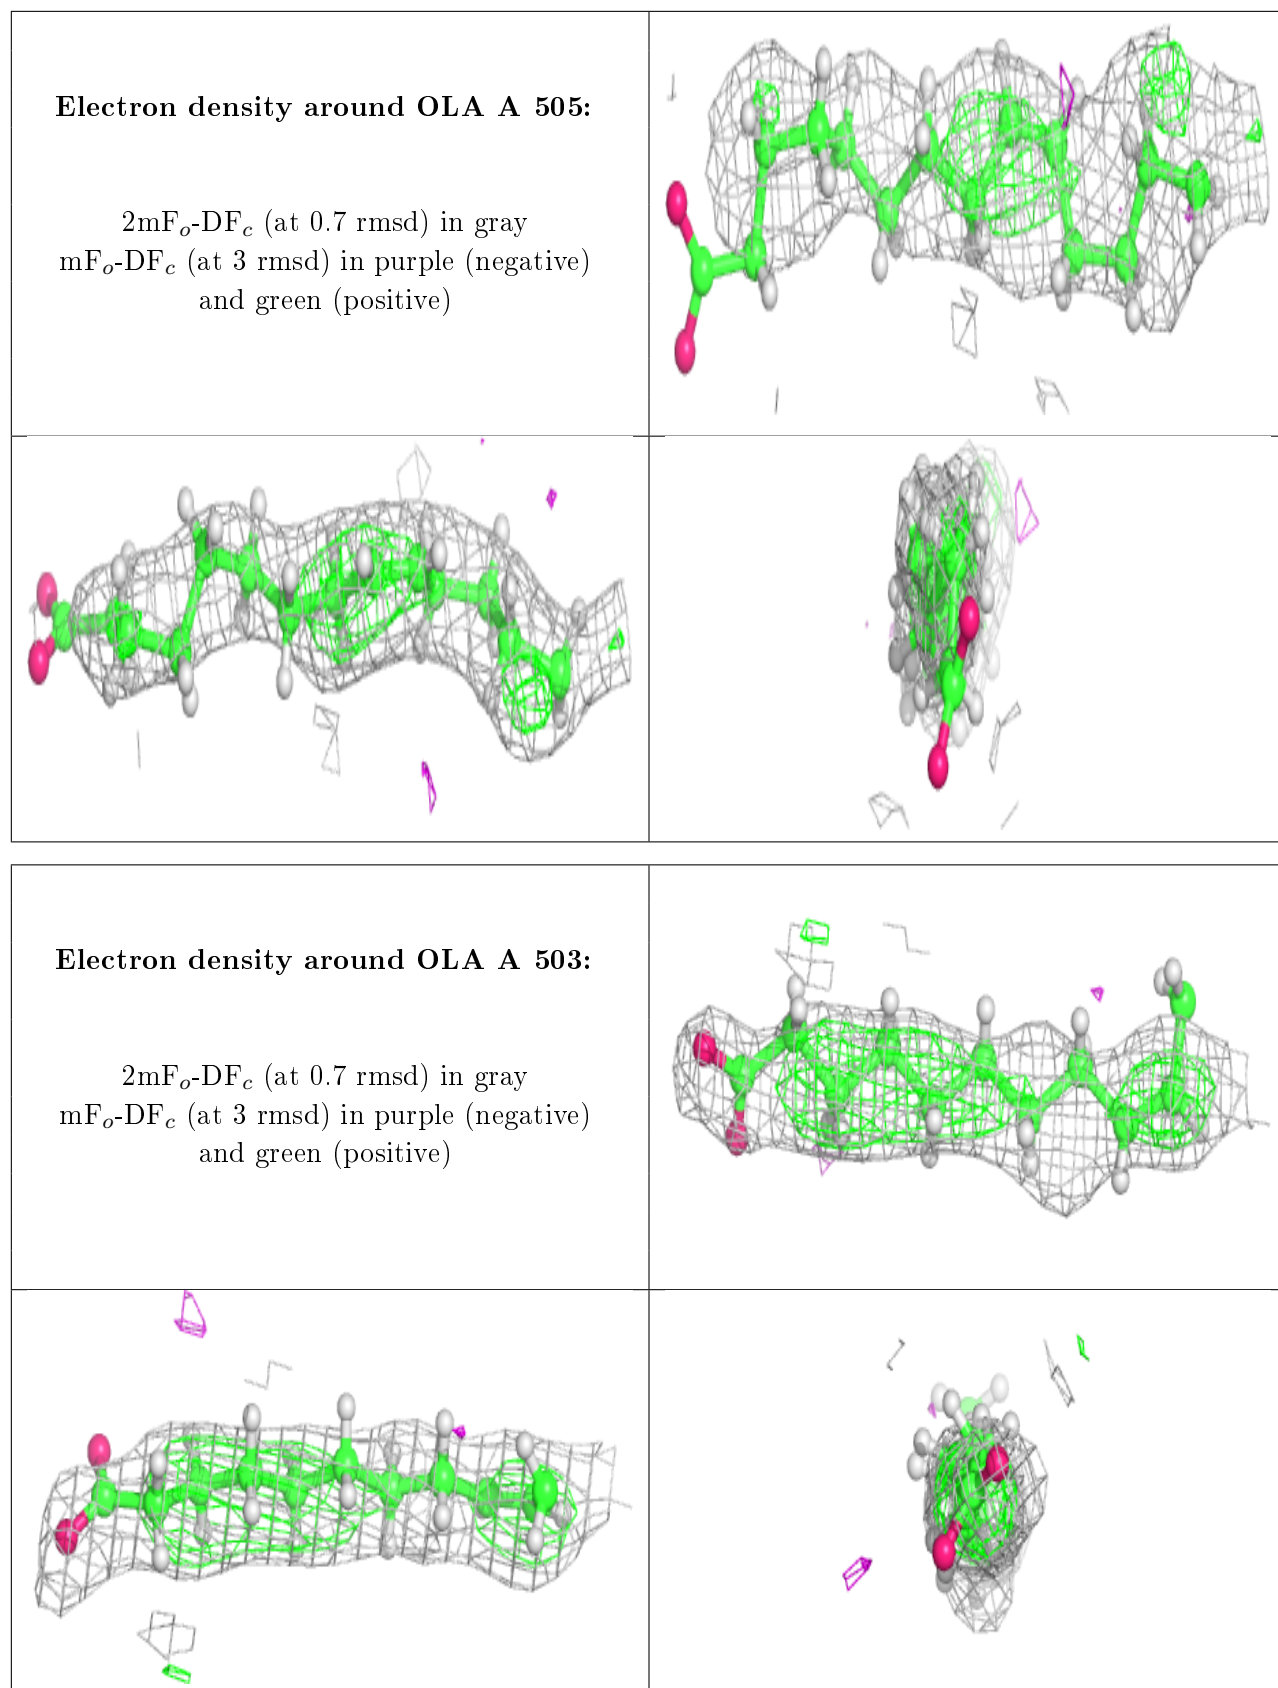 Electron density around OLA A 505:
2mFo-DFc (at 0.7 rmsd) in gray
mFo-DFc (at 3 rmsd) in purple (negative)
and green (positive)
Electron density around OLA A 503:
2mFo-DFc (at 0.7 rmsd) in gray
mFo-DFc (at 3 rmsd) in purple (negative)
and green (positive)